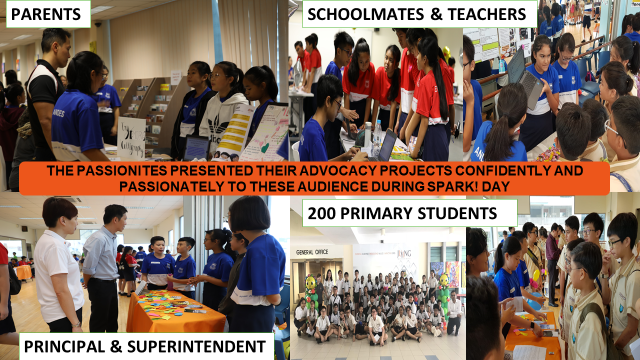 PARENTS
SCHOOLMATES & TEACHERS
THE PASSIONITES PRESENTED THEIR ADVOCACY PROJECTS CONFIDENTLY AND
PASSIONATELY TO THESE AUDIENCE DURING SPARK! DAY
200 PRIMARY STUDENTS
GENERAL OFFICE
PRINCIPAL & SUPERINTENDENT